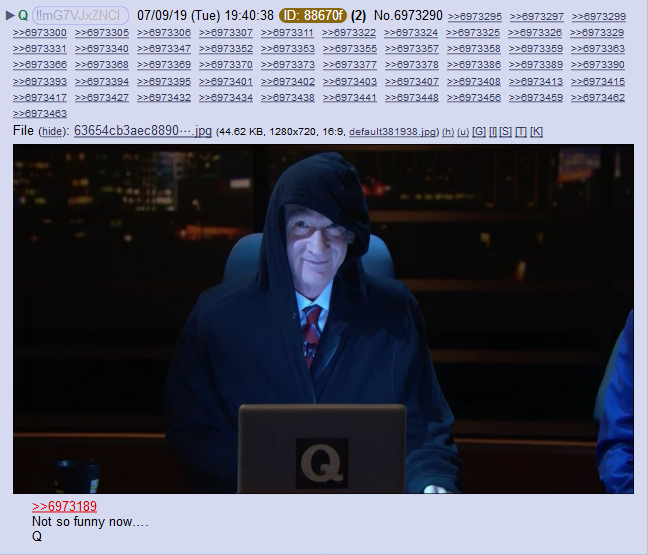 ▶ Q !!mG7VJxZNCI 07/09/19 (Tue) 19:40:38 ID: 88670f (2) No.6973290 >>6973295 >>6973297 >>6973299
>>6973300 >>6973305 >>6973306 >>6973307 >>6973311 >>6973322 >>6973324 >>6973325 >>6973326 >>6973329
>>6973331 >>6973340 >>6973347 >>6973352 >>6973353 >>6973355 >>6973357 >>6973358 >>6973359 >>6973363
>>6973366 >>6973368 >>6973369 >>6973370 >>6973373 >>6973377 >>6973378 >>6973386 >>6973389 >>6973390
>>6973393 >>6973394 >>6973395 >>6973401 >>6973402 >>6973403 >>6973407 >>6973408 >>6973413 >>6973415
>>6973417 >>6973427 >>6973432 >>6973434 >>6973438 >>6973441 >>6973448 >>6973456 >>6973459 >>6973462
>>6973463
File (hide): 63654cb3aec8890⋯.jpg (44.62 KB, 1280x720, 16:9, default381938.jpg) (h) (u) [G] [I] [S] [T] [K]
Q
>>6973189
Not so funny now....
Q